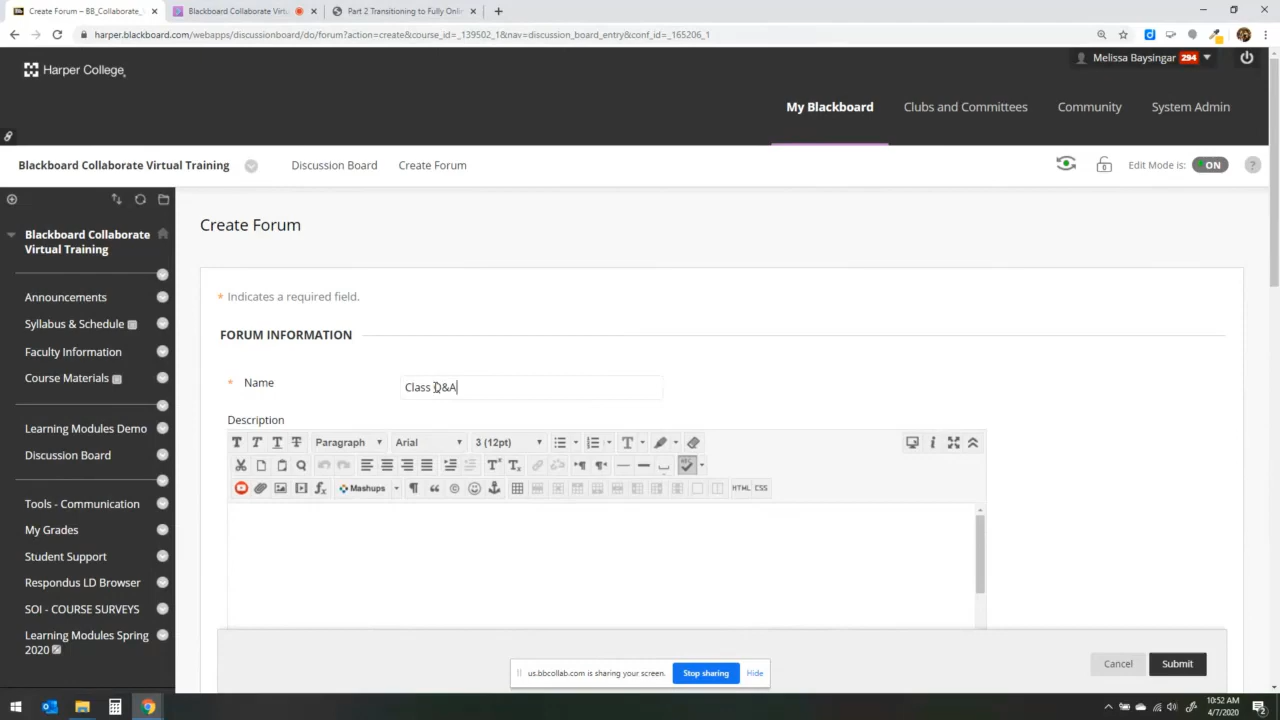 Create Forum – BB_Collaborate_
Blackboard Collaborate Virtu
Part 2 Transitioning to Fully Onli
harper.blackboard.com/webapps/discussionboard/do/forum?action=create&course_id=_139502_1&nav=discussion_board_entry&conf_id=_165206_1
Harper College
Melissa Baysingar 294
My Blackboard
Clubs and Committees
Community
System Admin
Blackboard Collaborate Virtual Training
Discussion Board
Create Forum
Edit Mode is: ON
?
Blackboard Collaborate
Virtual Training
Announcements
Syllabus & Schedule
Faculty Information
Course Materials
Learning Modules Demo
Discussion Board
Tools - Communication
My Grades
Student Support
Respondus LD Browser
SOI - COURSE SURVEYS
Learning Modules Spring
2020
Create Forum
* Indicates a required field.
FORUM INFORMATION
* Name
Class Q&A
Description
T T T T Paragraph Arial 3 (12pt) T
T T
Mashups HTML CSS
Cancel
Submit
us.bbcollab.com is sharing your screen.
Stop sharing
Hide
10:52 AM
4/7/2020
2